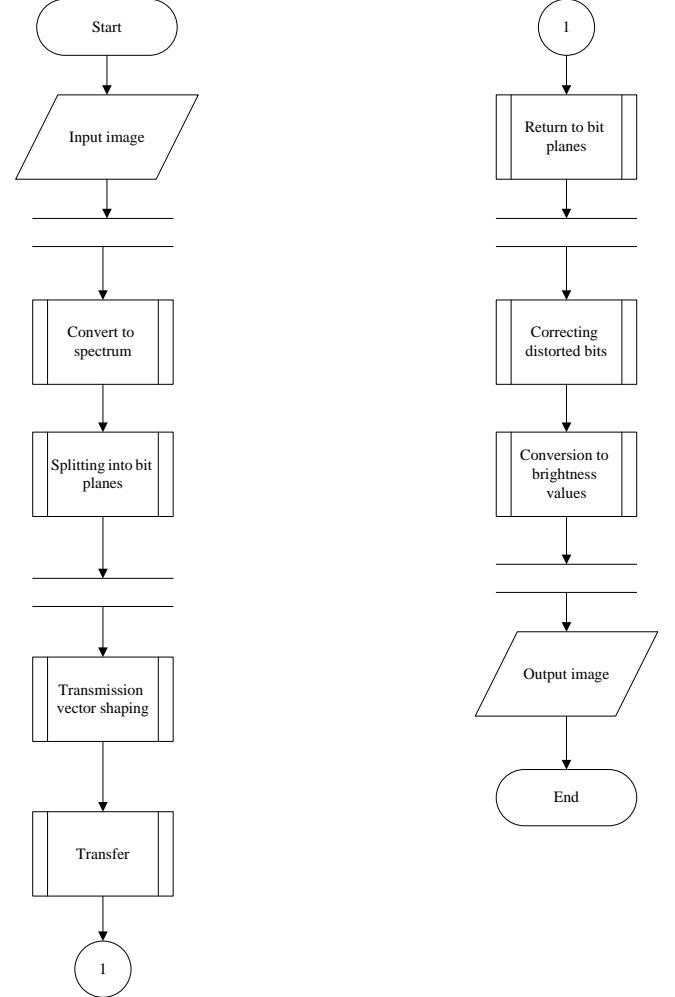 Start
Input image
Convert to
spectrum
Splitting into bit
planes
Transmission
vector shaping
Transfer
1
1
Return to bit
planes
Correcting
distorted bits
Conversion to
brightness
values
Output image
End